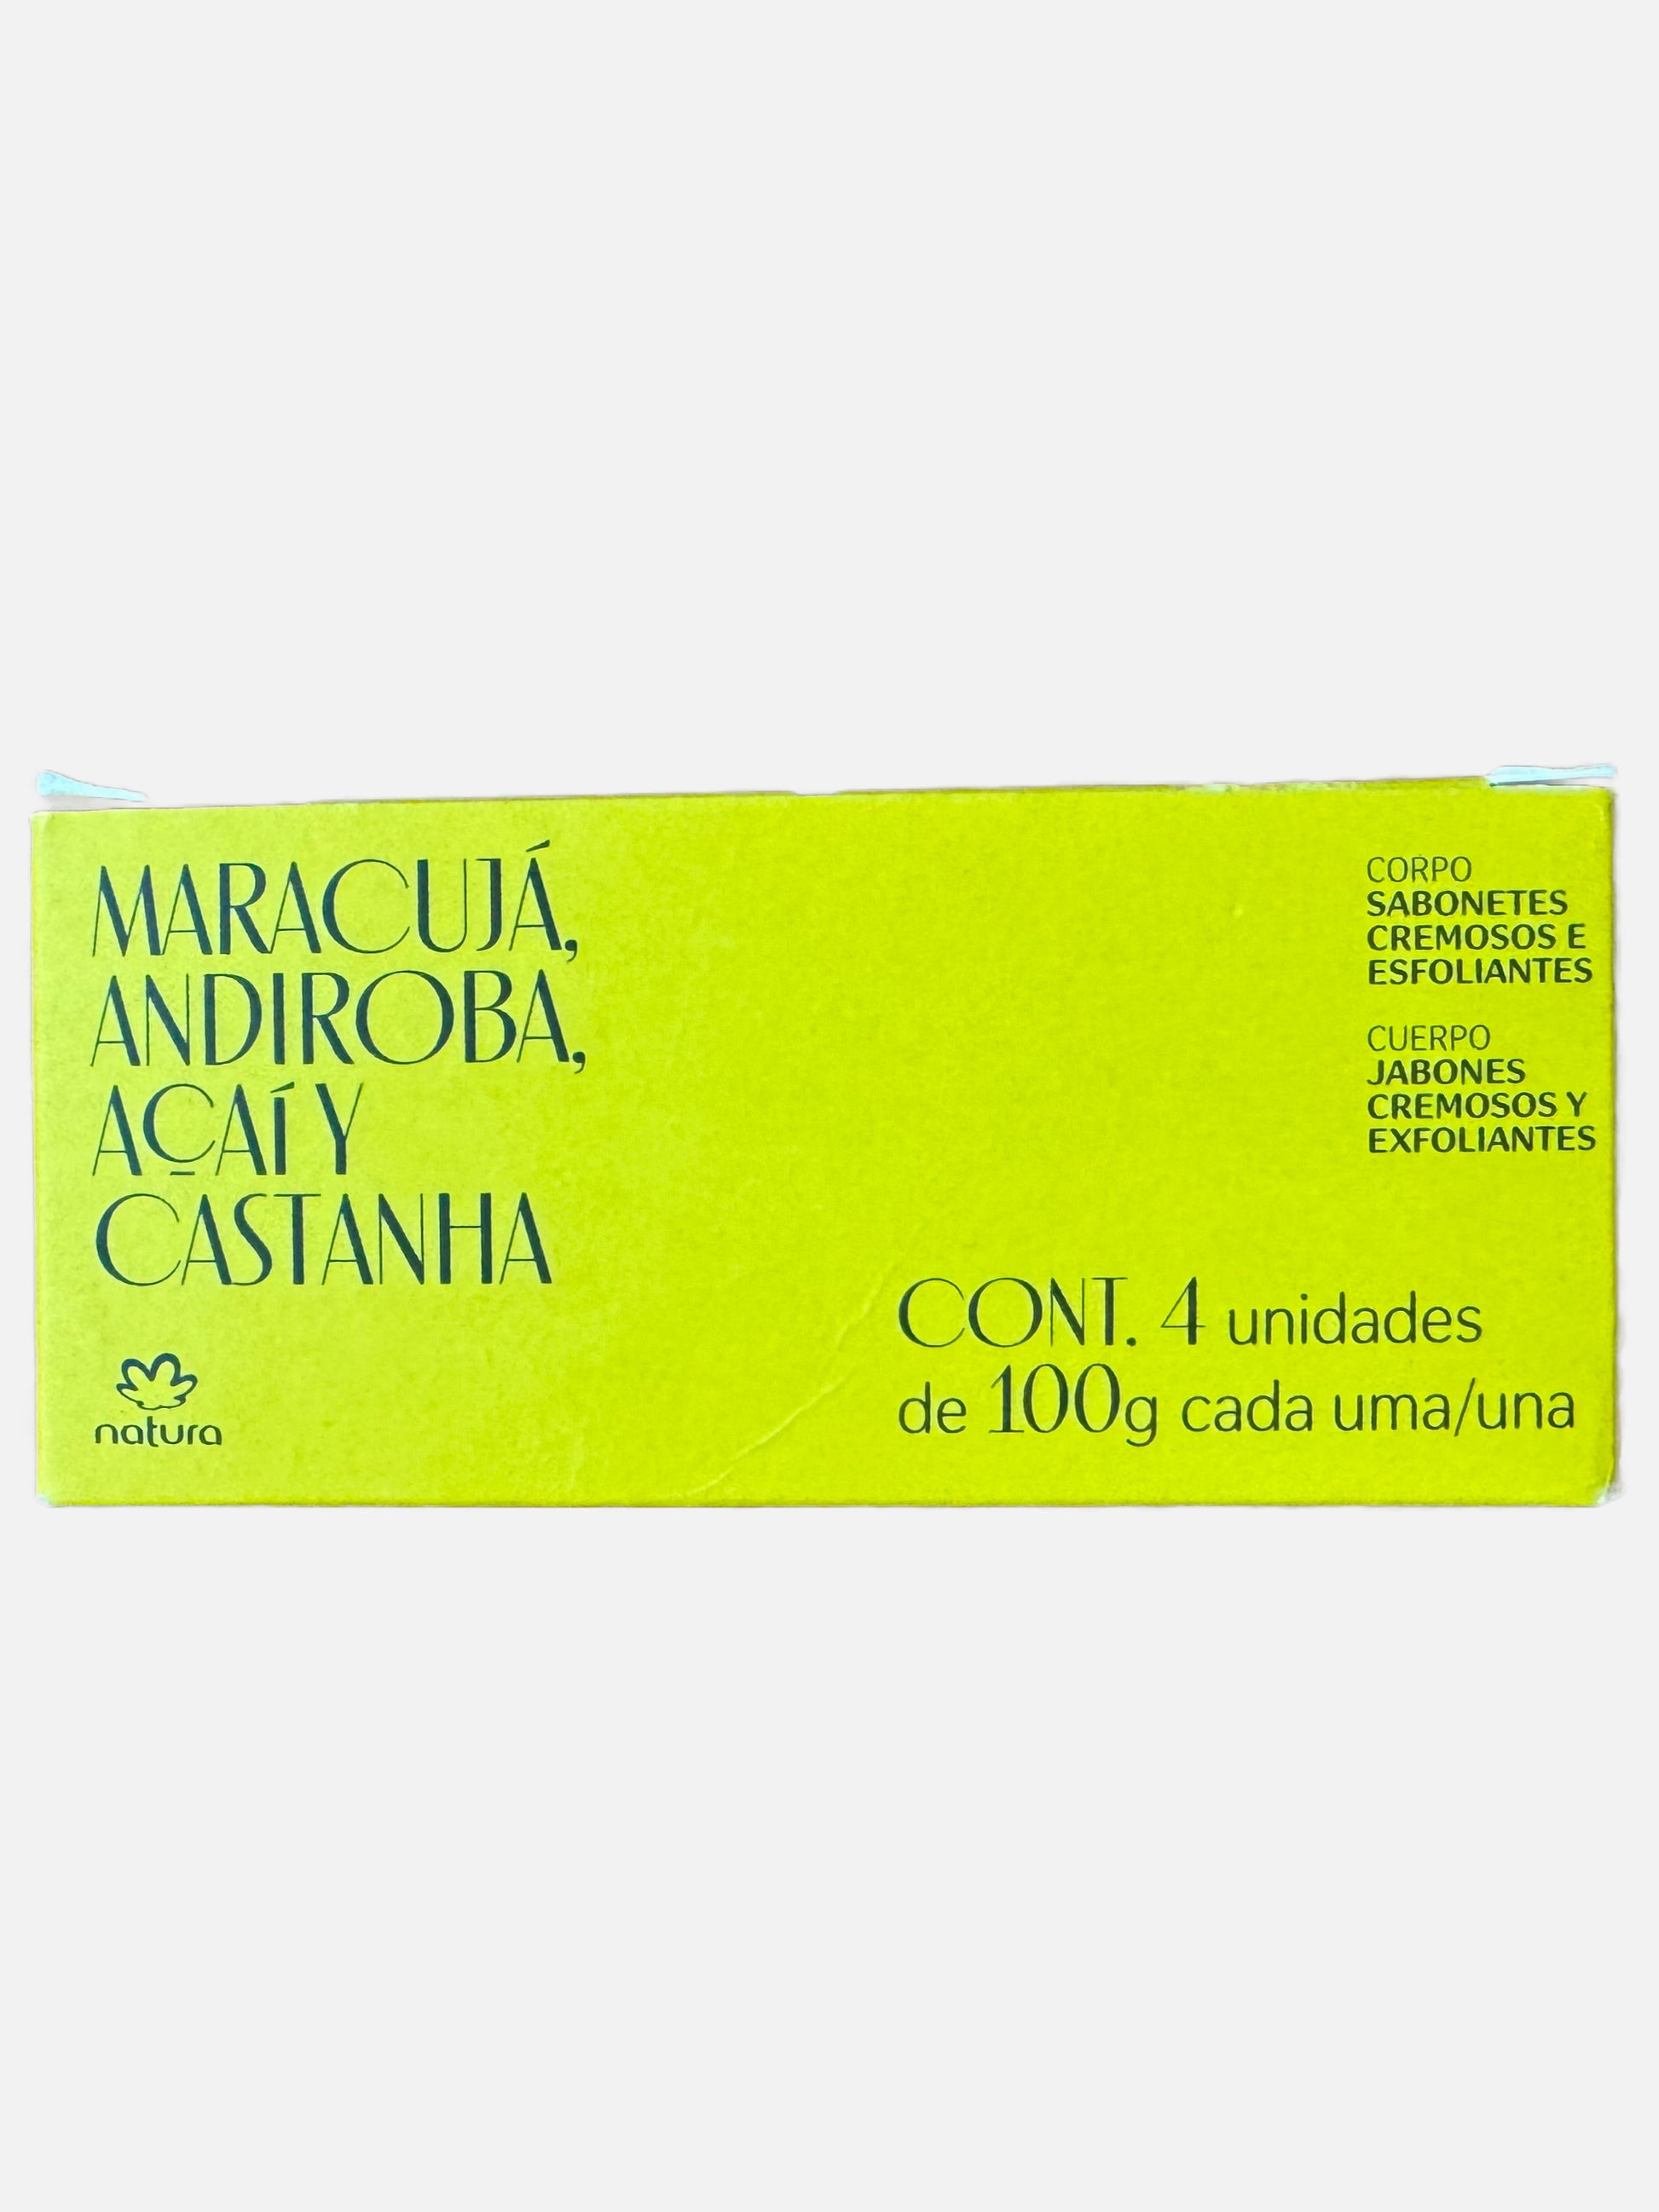 MARACUJÁ,
ANDIROBA,
AÇAÍ Y
CASTANHA
natura
CORPO
SABONETES
CREMOSOS E
ESFOLIANTES
CUERPO
JABONES
CREMOSOS Y
EXFOLIANTES
CONT. 4 unidades
de 100g cada uma/una